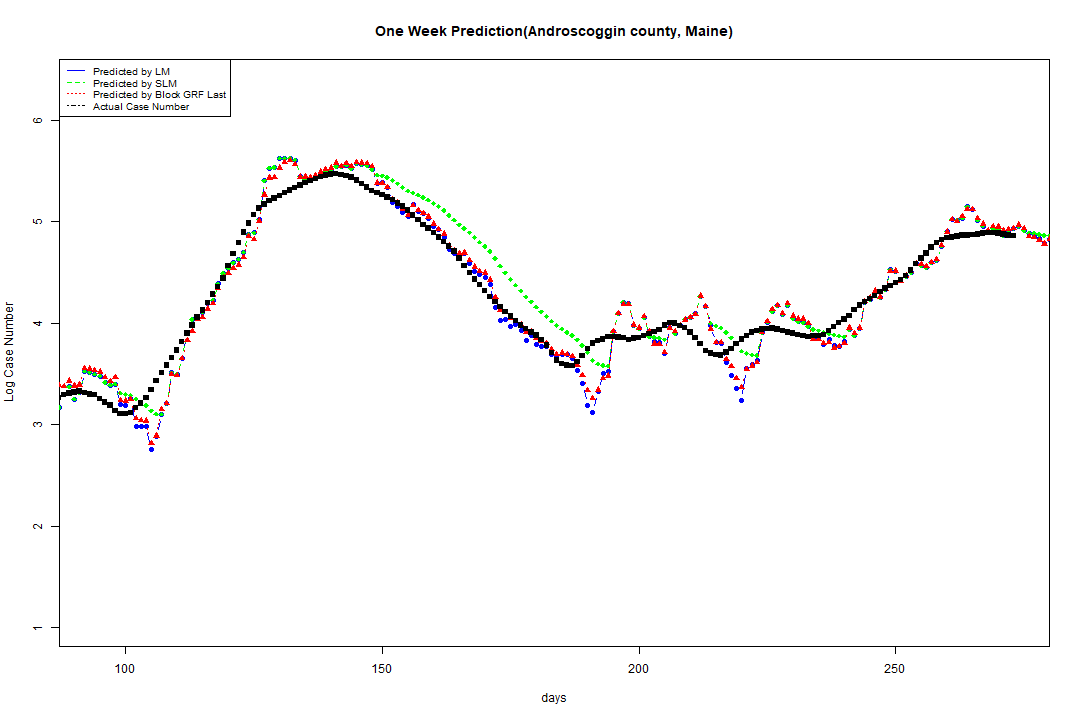 One Week Prediction(Androscoggin county, Maine)
Predicted by LM
Predicted by SLM
Predicted by Block GRF Last
Actual Case Number
6
5
4
3
2
1
Log Case Number
100 150 200 250
days